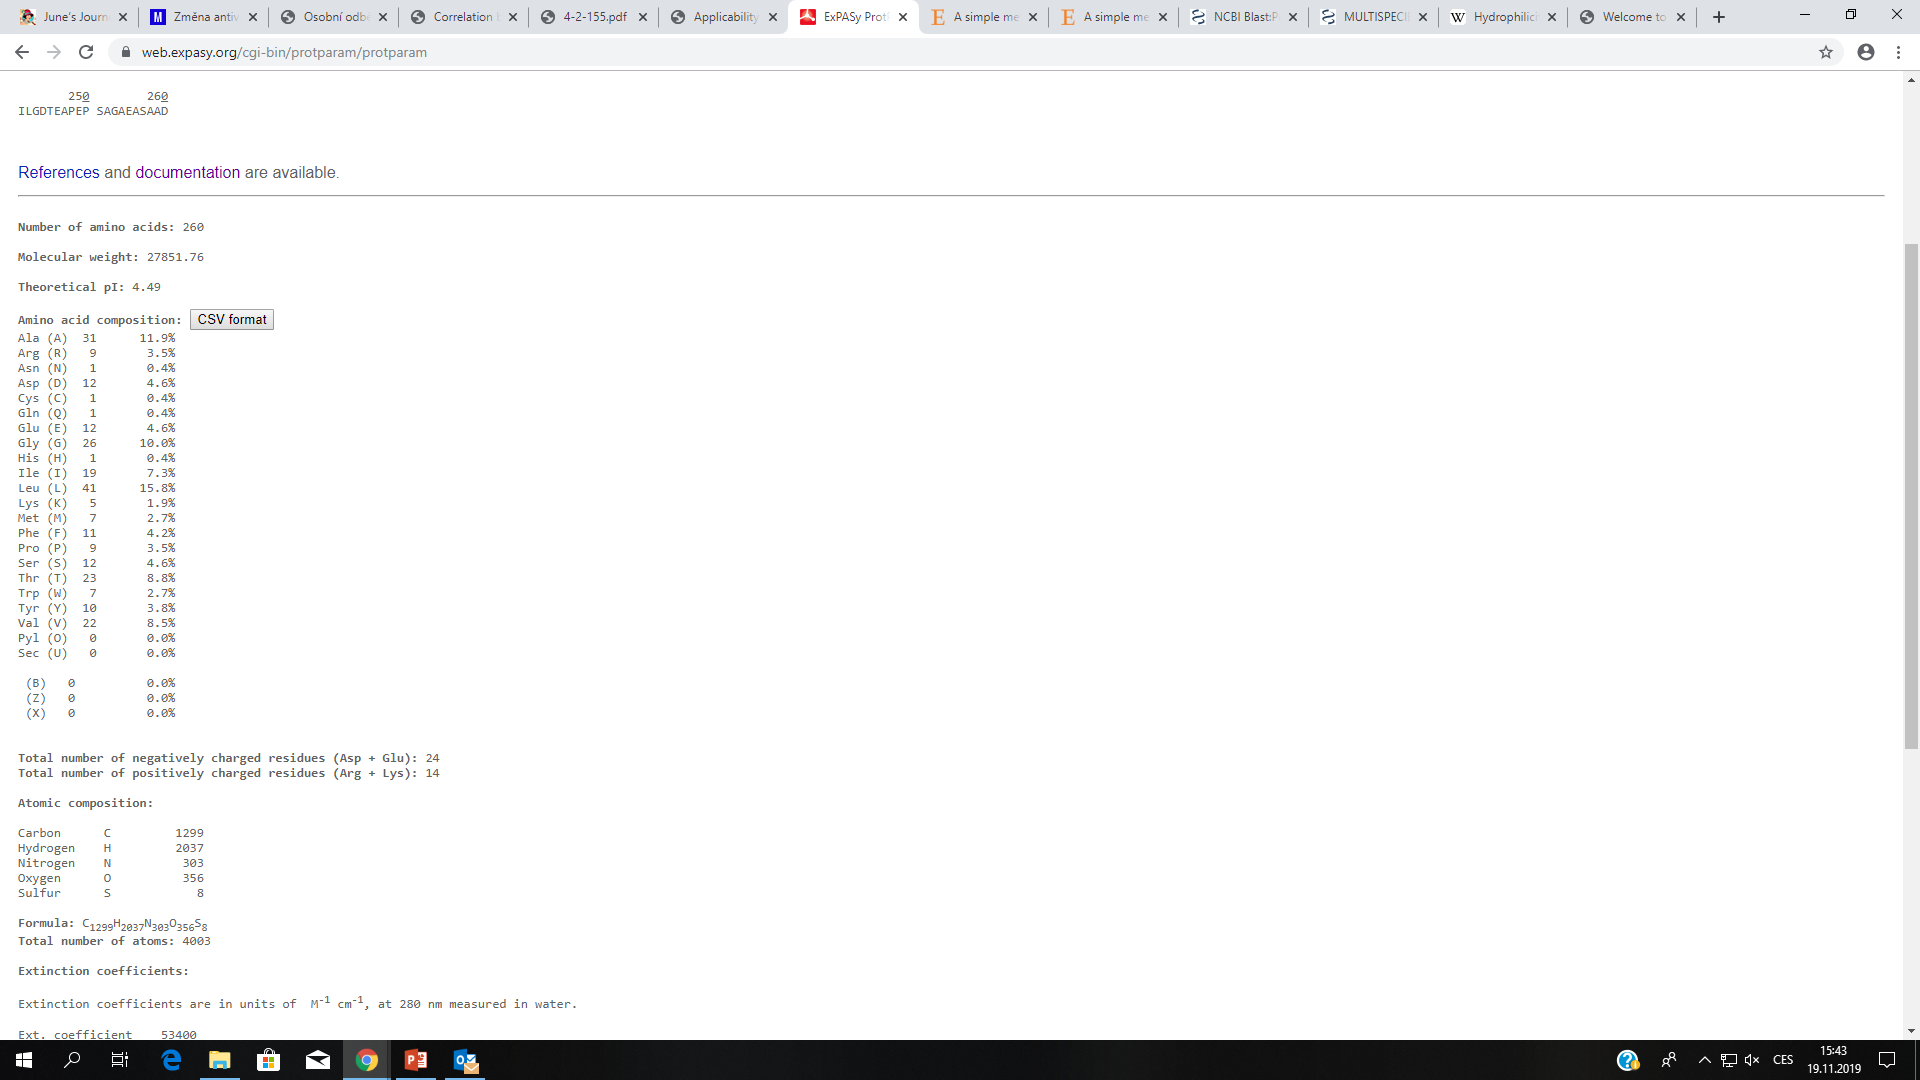 June's Journ
Změna antiv
Osobní odbě
Correlation
4-2-155.pdf
Applicability
ExPASy Prot
A simple me
A simple me
NCBI Blast:P
MULTISPECI
Hydrophilici
Welcome to
web.expasy.org/cgi-bin/protparam/protparam
250 260
ILGDTEAPEP SAGAEASAAD
References and documentation are available.
Number of amino acids: 260
Molecular weight: 27851.76
Theoretical pI: 4.49
Amino acid composition: CSV format
Ala (A) 31 11.9%
Arg (R) 9 3.5%
Asn (N) 1 0.4%
Asp (D) 12 4.6%
Cys (C) 1 0.4%
Gln (Q) 1 0.4%
Glu (E) 12 4.6%
Gly (G) 26 10.0%
His (H) 1 0.4%
Ile (I) 19 7.3%
Leu (L) 41 15.8%
Lys (K) 5 1.9%
Met (M) 7 2.7%
Phe (F) 11 4.2%
Pro (P) 9 3.5%
Ser (S) 12 4.6%
Thr (T) 23 8.8%
Trp (W) 7 2.7%
Tyr (Y) 10 3.8%
Val (V) 22 8.5%
Pyl (O) 0 0.0%
Sec (U) 0 0.0%
(B) 0 0.0%
(Z) 0 0.0%
(X) 0 0.0%
Total number of negatively charged residues (Asp + Glu): 24
Total number of positively charged residues (Arg + Lys): 14
Atomic composition:
Carbon C 1299
Hydrogen H 2037
Nitrogen N 303
Oxygen O 356
Sulfur S 8
Formula: C1299H2037N303O356S8
Total number of atoms: 4003
Extinction coefficients:
Extinction coefficients are in units of M-1 cm-1, at 280 nm measured in water.
Ext. coefficient 53400
CES
15:43
19.11.2019